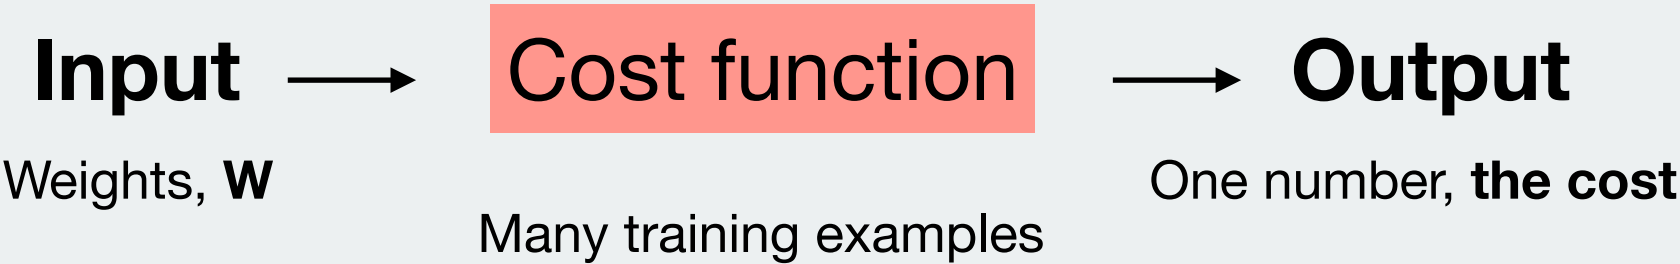 Input Cost function Output
Weights, W
One number, the cost
Many training examples